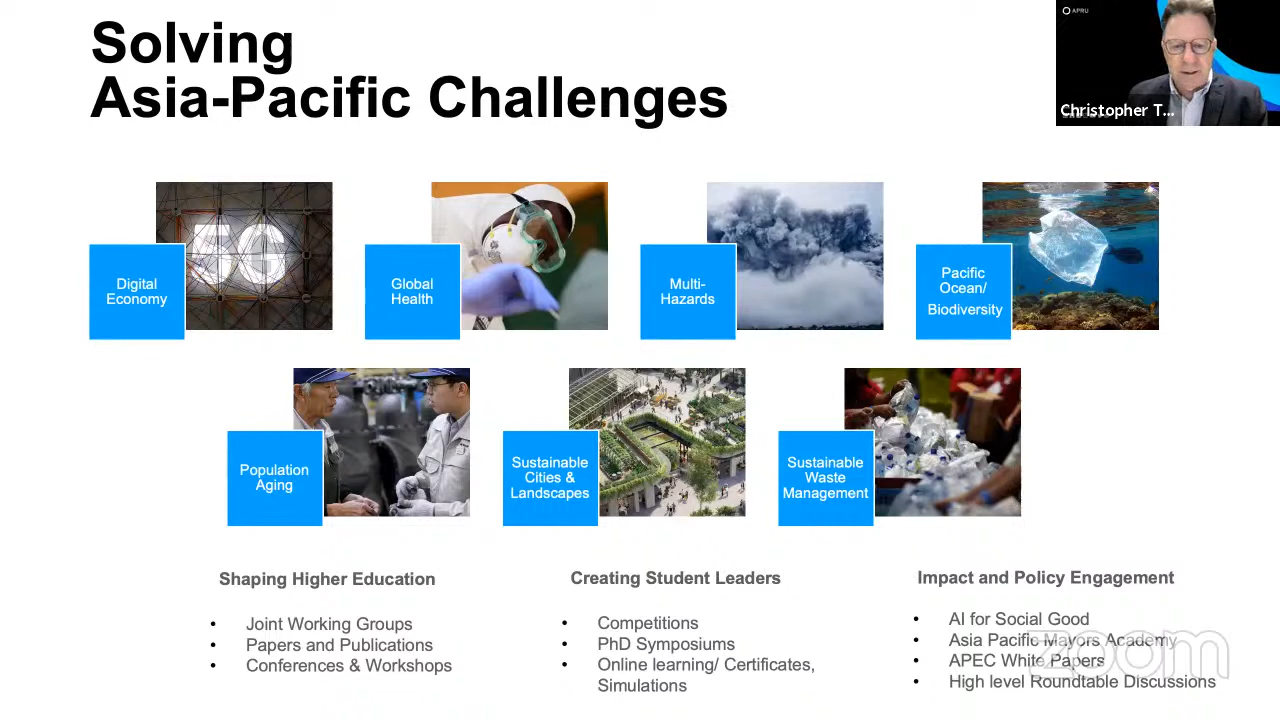 Solving
Asia-Pacific Challenges
APRU
Christopher T...
5G
Digital
Economy
Global
Health
Multi-
Hazards
Pacific
Ocean/
Biodiversity
Population
Aging
Sustainable
Cities &
Landscapes
Sustainable
Waste
Management
Shaping Higher Education
• Joint Working Groups
• Papers and Publications
• Conferences & Workshops
Creating Student Leaders
• Competitions
• PhD Symposiums
• Online learning/ Certificates,
Simulations
Impact and Policy Engagement
• AI for Social Good
• Asia Pacific Mayors Academy
• APEC White Papers
• High level Roundtable Discussions
zoom